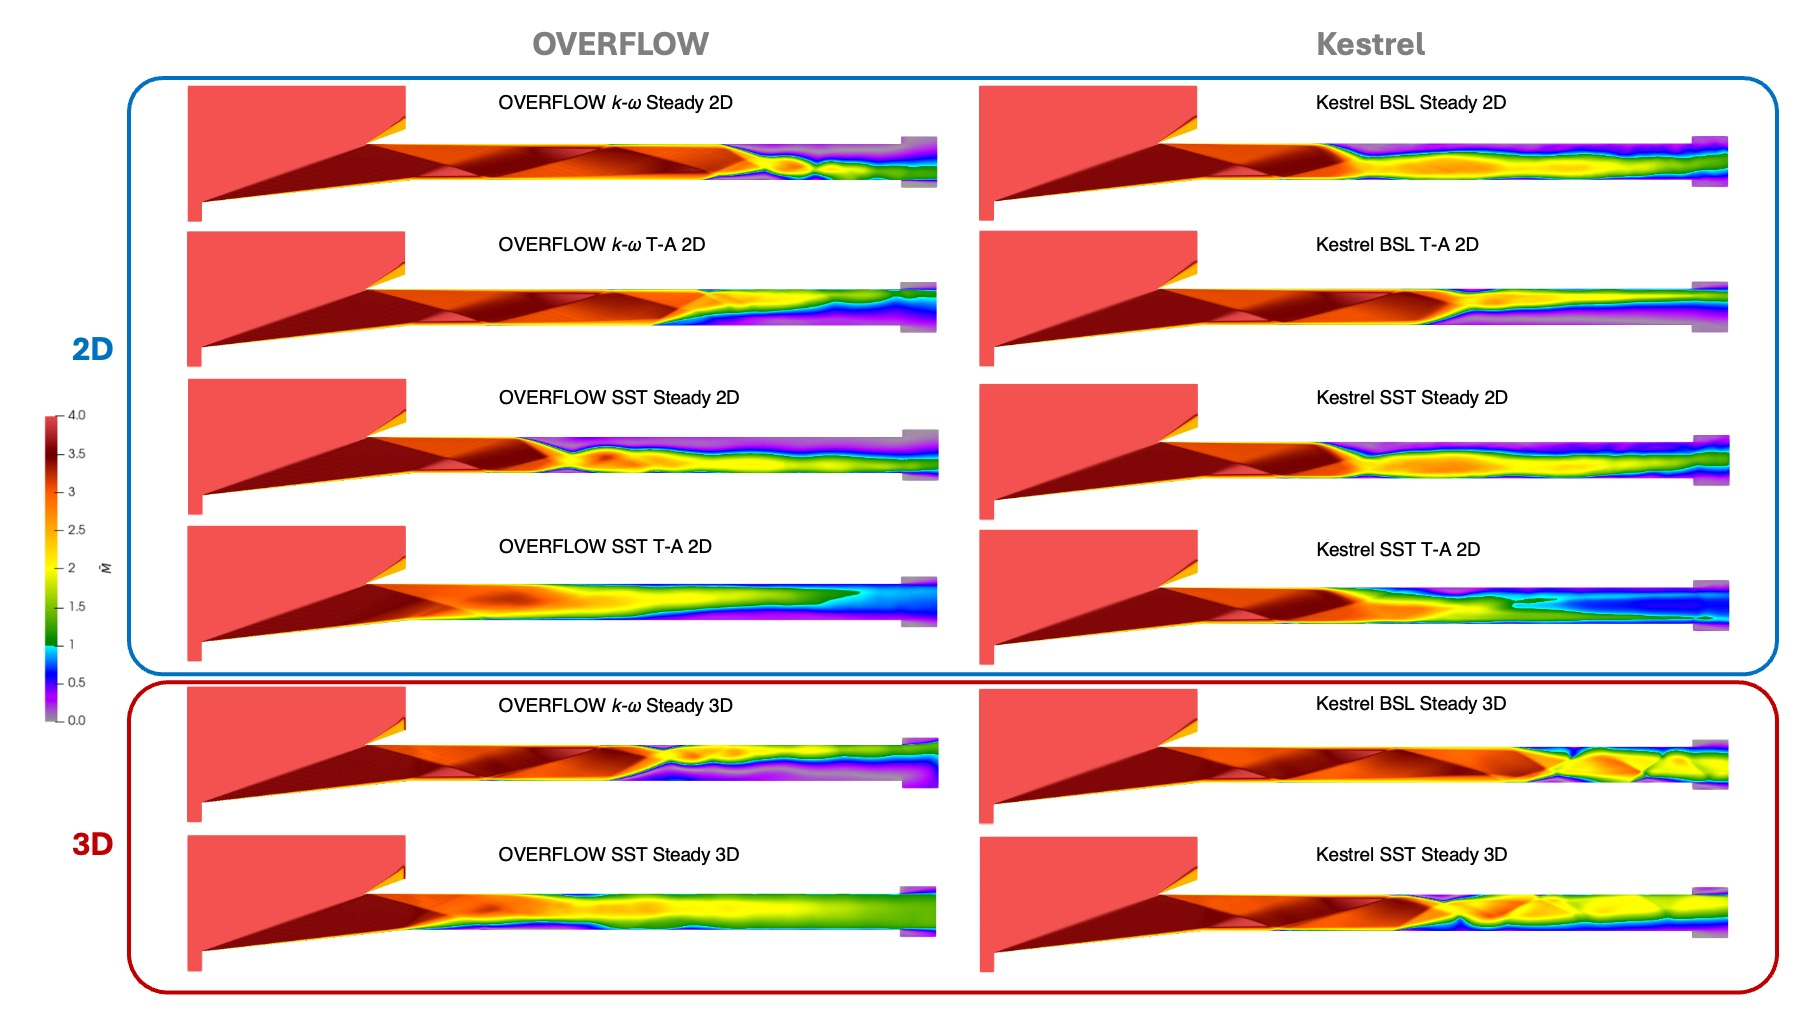 OVERFLOW
Kestrel
OVERFLOW k-ω Steady 2D
Kestrel BSL Steady 2D
OVERFLOW k-ω T-A 2D
Kestrel BSL T-A 2D
2D
OVERFLOW SST Steady 2D
Kestrel SST Steady 2D
OVERFLOW SST T-A 2D
Kestrel SST T-A 2D
4.0
3.5
3
2.5
2
1.5
1
0.5
0.0
M̄
OVERFLOW k-ω Steady 3D
Kestrel BSL Steady 3D
3D
OVERFLOW SST Steady 3D
Kestrel SST Steady 3D